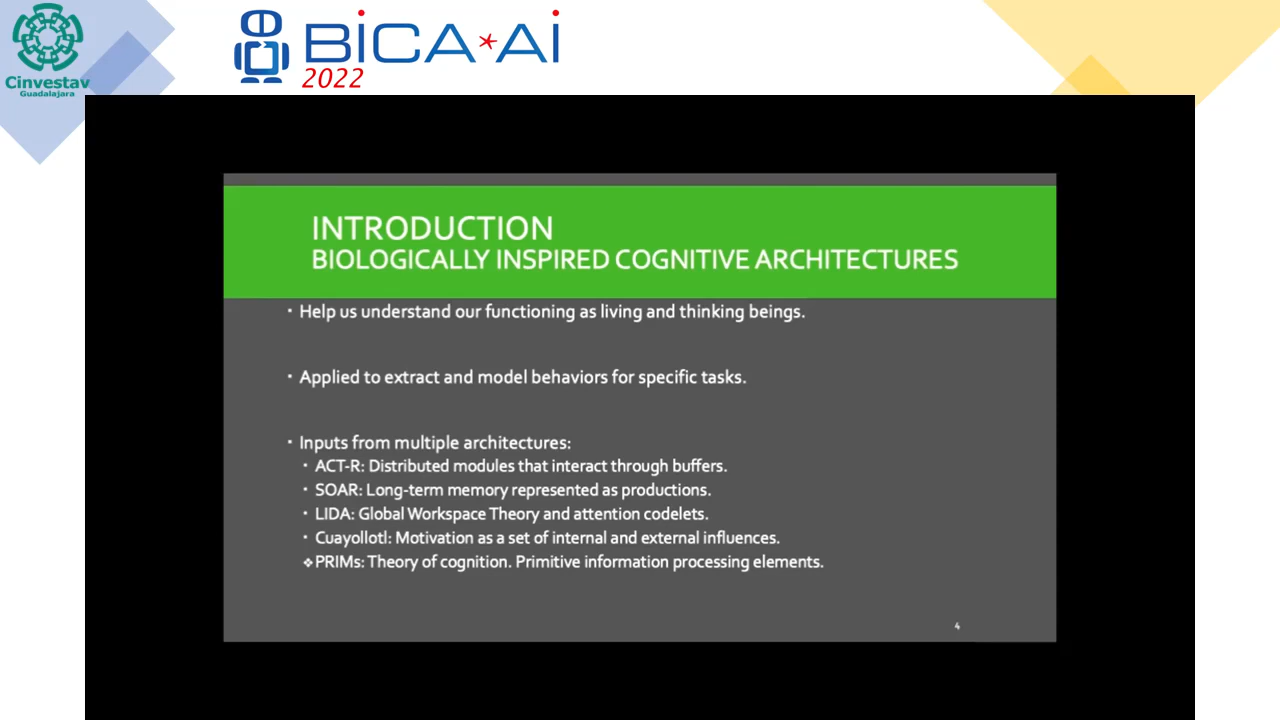 Cinvestav
Guadalajara
BiCA*Ai
2022
INTRODUCTION
BIOLOGICALLY INSPIRED COGNITIVE ARCHITECTURES
• Help us understand our functioning as living and thinking beings.
• Applied to extract and model behaviors for specific tasks.
• Inputs from multiple architectures:
• ACT-R: Distributed modules that interact through buffers.
• SOAR: Long-term memory represented as productions.
• LIDA: Global Workspace Theory and attention codelets.
• Cuayollotl: Motivation as a set of internal and external influences.
❖ PRIMs: Theory of cognition. Primitive information processing elements.
4